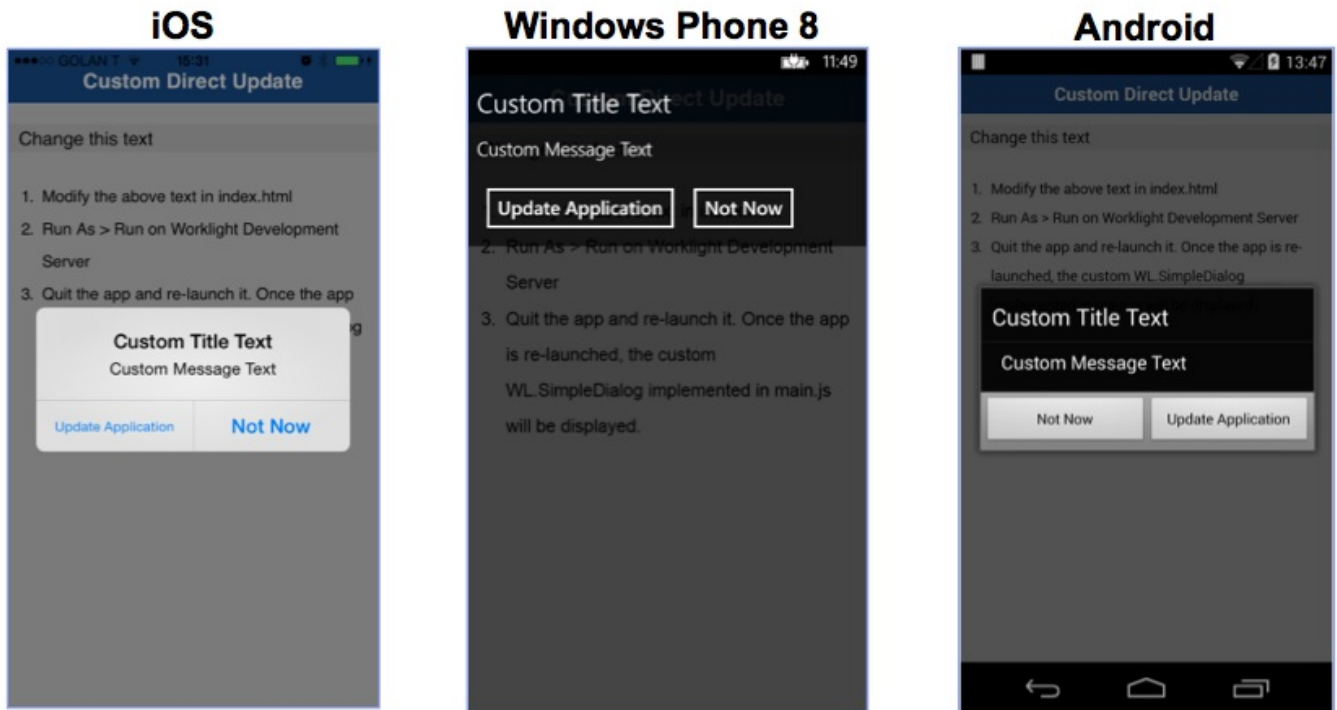 iOS
GOLAN T 15:31
Custom Direct Update
Change this text
1. Modify the above text in index.html
2. Run As > Run on Worklight Development
Server
3. Quit the app and re-launch it. Once the app
Custom Title Text
Custom Message Text
Update Application Not Now
Windows Phone 8
11:49
Custom Title Text
Custom Message Text
Update Application Not Now
2. Run on As > Run on Worklight Development
Server
3. Quit the app and re-launch it. Once the app
is re-launched, the custom
WL.SimpleDialog implemented in main.js
will be displayed.
Android
13:47
Custom Direct Update
Change this text
1. Modify the above text in index.html
2. Run As > Run on Worklight Development Server
3. Quit the app and re-launch it. Once the app is re-
launched, the custom WL.SimpleDialog
Custom Title Text
Custom Message Text
Not Now Update Application